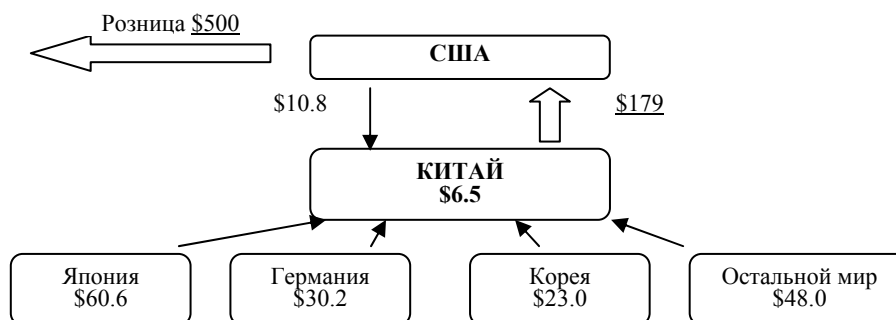 Розница $500
США
$10.8
$179
КИТАЙ
$6.5
Япония
$60.6
Германия
$30.2
Корея
$23.0
Остальной мир
$48.0